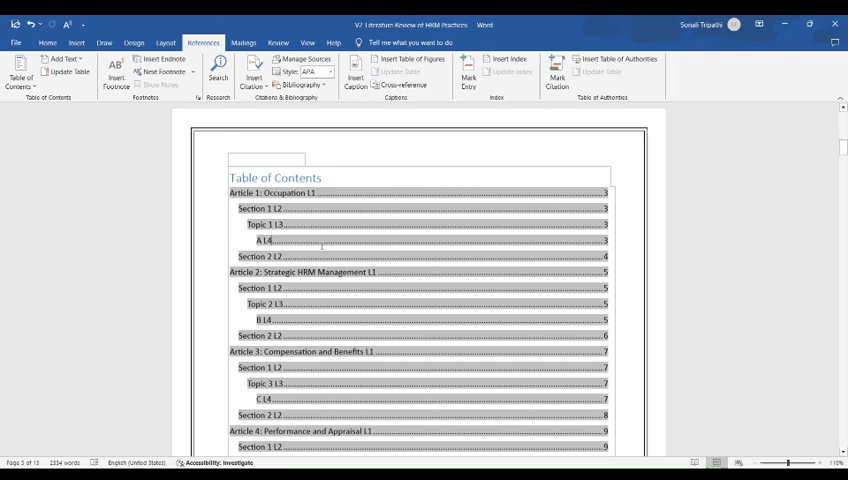 V2 Literature Review of HRM Practices - Word
Sonali Tripathi
File Home Insert Draw Design Layout References Mailings Review View Help Tell me what you want to do
Table of Contents
Add Text
Update Table
Table of Contents
Insert Footnote
Insert Endnote
Next Footnote
Show Notes
Footnotes
Search
Research
Insert Citation
Manage Sources
Style: APA
Bibliography
Citations & Bibliography
Insert Caption
Insert Table of Figures
Update Table
Cross-reference
Captions
Mark Entry
Insert Index
Update Index
Index
Mark Citation
Insert Table of Authorities
Update Table
Table of Authorities
Table of Contents
Article 1: Occupation L1 3
Section 1 L2 3
Topic 1 L3 3
A L4 3
Section 2 L2 4
Article 2: Strategic HRM Management L1 5
Section 1 L2 5
Topic 2 L3 5
B L4 5
Section 2 L2 6
Article 3: Compensation and Benefits L1 7
Section 1 L2 7
Topic 3 L3 7
C L4 7
Section 2 L2 8
Article 4: Performance and Appraisal L1 9
Section 1 L2 9
Page 5 of 13 2334 words English (United States) Accessibility: Investigate 110%